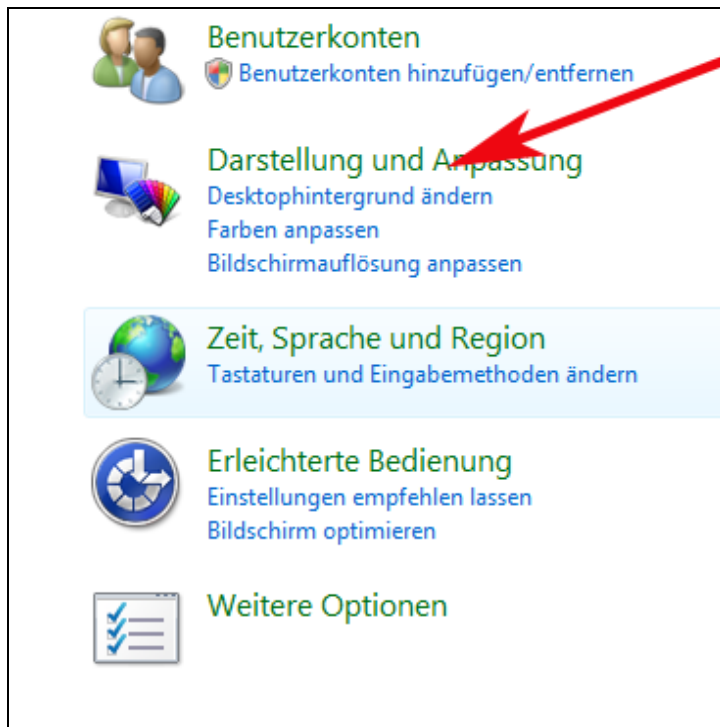 Benutzerkonten
Benutzerkonten hinzufügen/entfernen
Darstellung und Anpassung
Desktophintergrund ändern
Farben anpassen
Bildschirmauflösung anpassen
Zeit, Sprache und Region
Tastaturen und Eingabemethoden ändern
Erleichterte Bedienung
Einstellungen empfehlen lassen
Bildschirm optimieren
Weitere Optionen